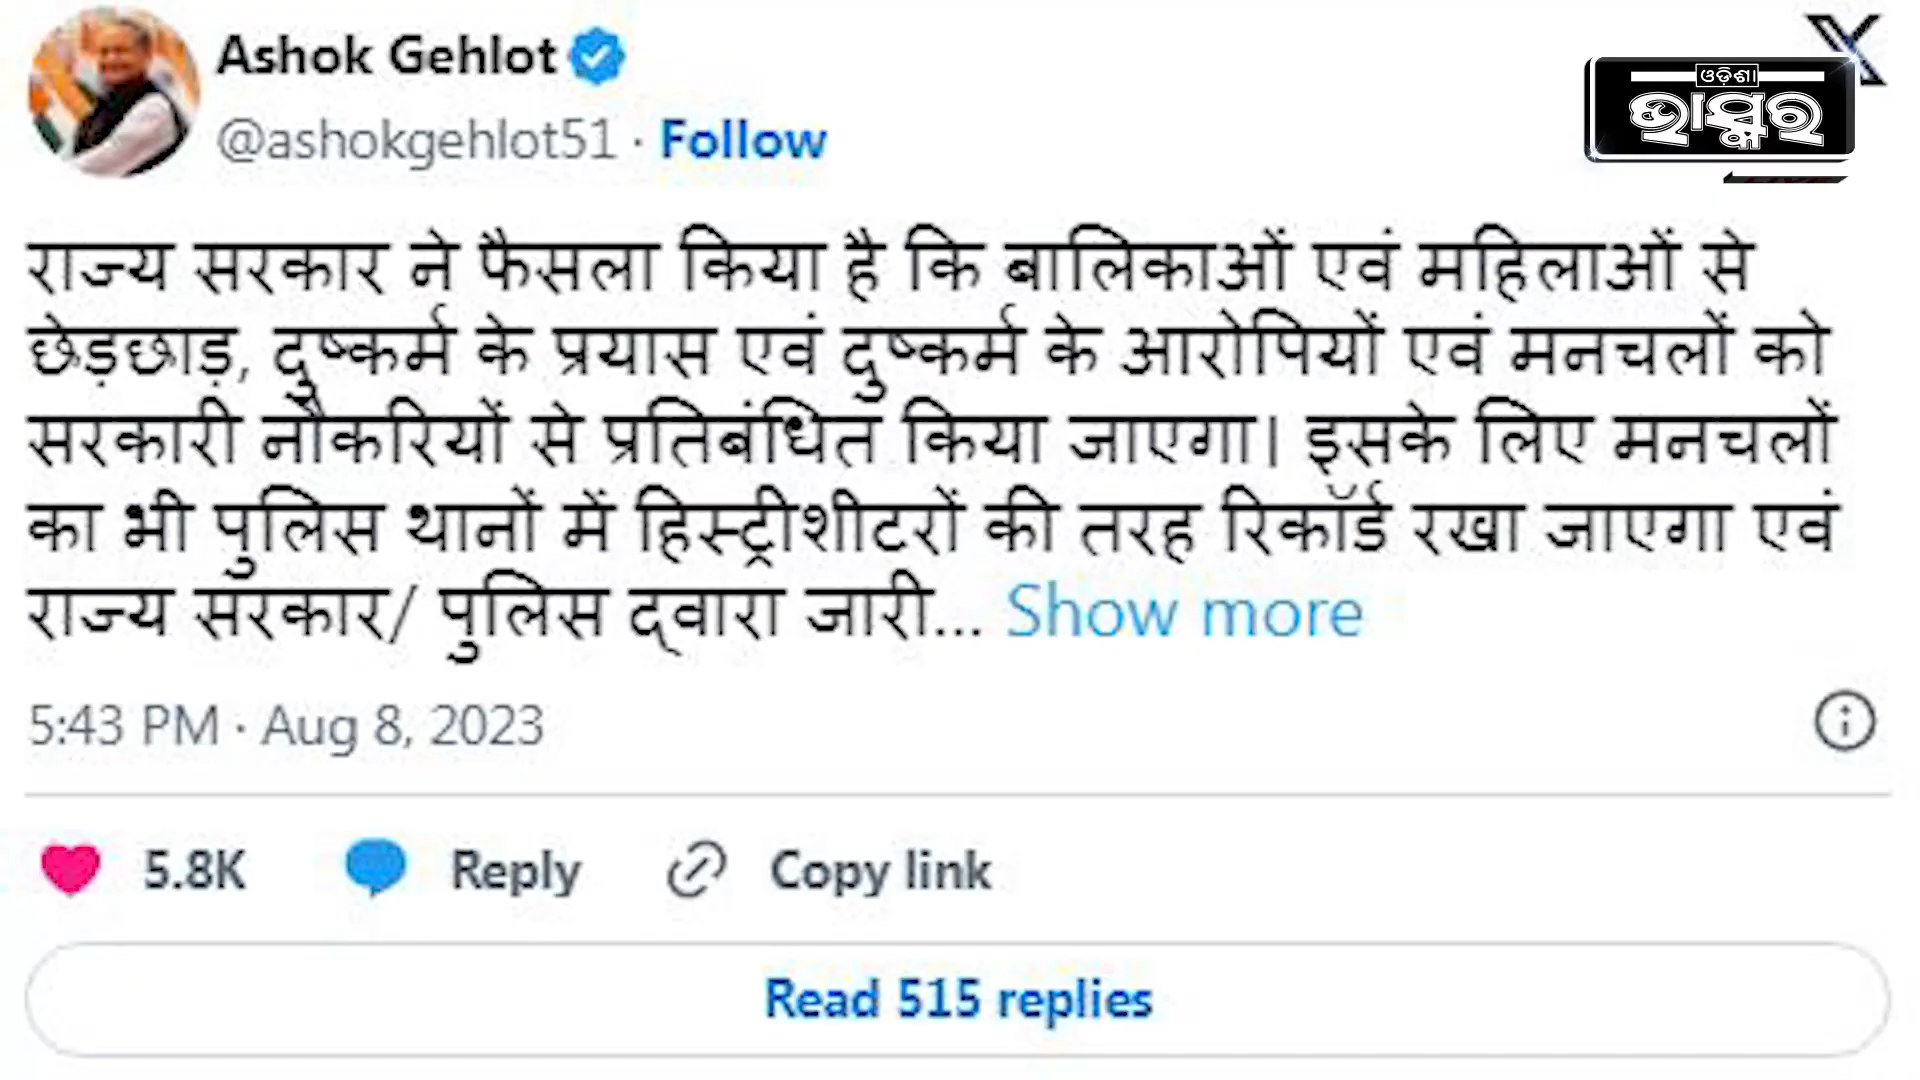 Ashok Gehlot
@ashokgehlot51 · Follow
ଓଡ଼ିଶା
ଭାସ୍କର
राज्य सरकार ने फैसला किया है कि बालिकाओं एवं महिलाओं से
छेड़छाड़, दुष्कर्म के प्रयास एवं दुष्कर्म के आरोपियों एवं मनचलों को
सरकारी नौकरियों से प्रतिबंधित किया जाएगा। इसके लिए मनचलों
का भी पुलिस थानों में हिस्ट्रीशीटरों की तरह रिकॉर्ड रखा जाएगा एवं
राज्य सरकार/ पुलिस द्वारा जारी... Show more
5:43 PM · Aug 8, 2023
5.8K Reply Copy link
Read 515 replies